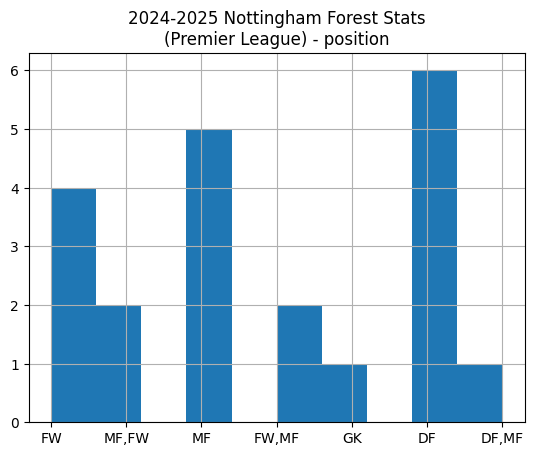 2024-2025 Nottingham Forest Stats
(Premier League) - position
6
5
4
3
2
1
0
FW MF,FW MF FW,MF GK DF DF,MF